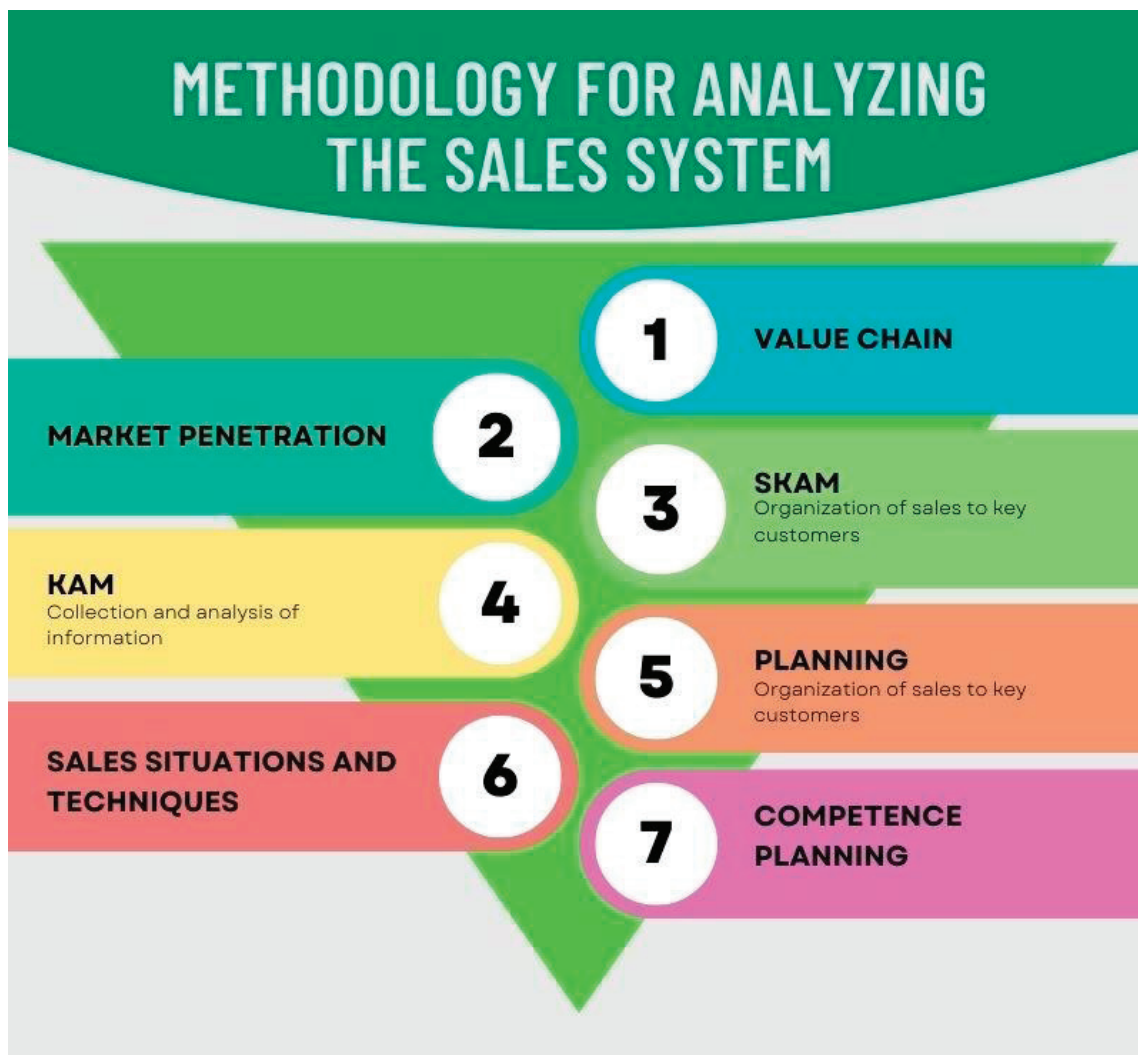 METHODOLOGY FOR ANALYZING
THE SALES SYSTEM
1
VALUE CHAIN
MARKET PENETRATION
2
3
SKAM
Organization of sales to key
customers
KAM
Collection and analysis of
information
4
5
PLANNING
Organization of sales to key
customers
SALES SITUATIONS AND
TECHNIQUES
6
7
COMPETENCE
PLANNING